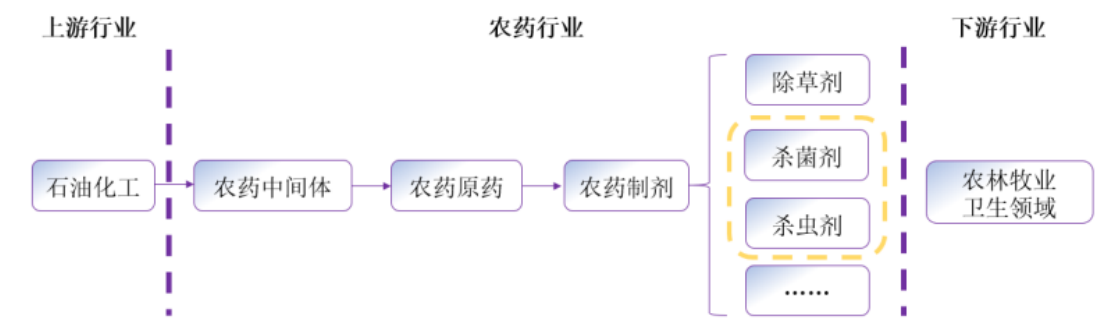 上游行业
农药行业
下游行业
石油化工
农药中间体
农药原药
农药制剂
除草剂
杀菌剂
杀虫剂
……
农林牧业
卫生领域